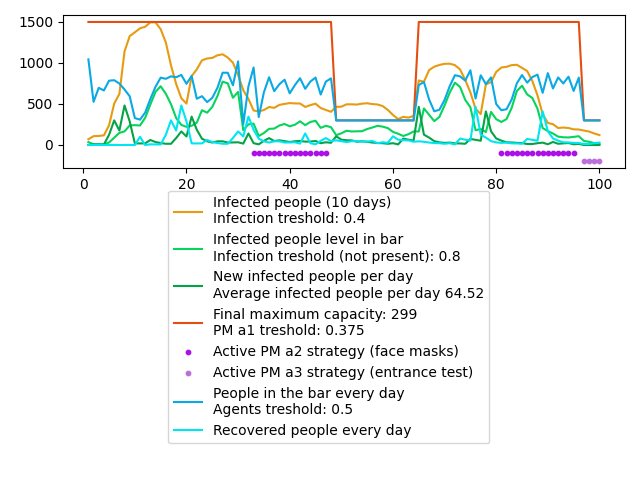 1500
1000
500
0
0 20 40 60 80 100
Infected people (10 days)
Infection treshold: 0.4
Infected people level in bar
Infection treshold (not present): 0.8
New infected people per day
Average infected people per day 64.52
Final maximum capacity: 299
PM a1 treshold: 0.375
Active PM a2 strategy (face masks)
Active PM a3 strategy (entrance test)
People in the bar every day
Agents treshold: 0.5
Recovered people every day